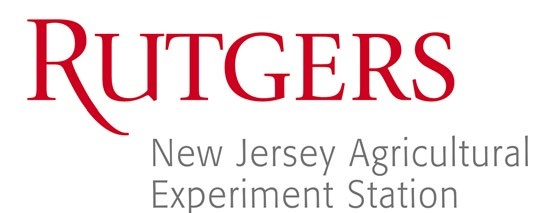 RUTGERS
New Jersey Agricultural
Experiment Station